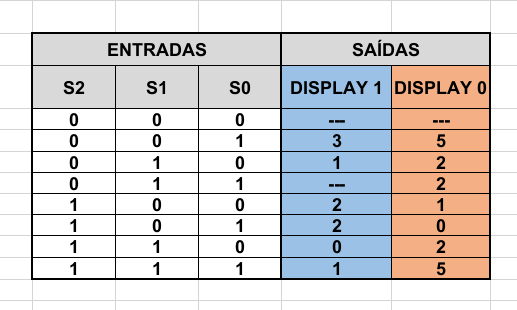 ENTRADAS SAÍDAS
S2 S1 S0 DISPLAY 1 DISPLAY 0
0 0 0 --- ---
0 0 1 3 5
0 1 0 1 2
0 1 1 --- 2
1 0 0 2 1
1 0 1 2 0
1 1 0 0 2
1 1 1 1 5